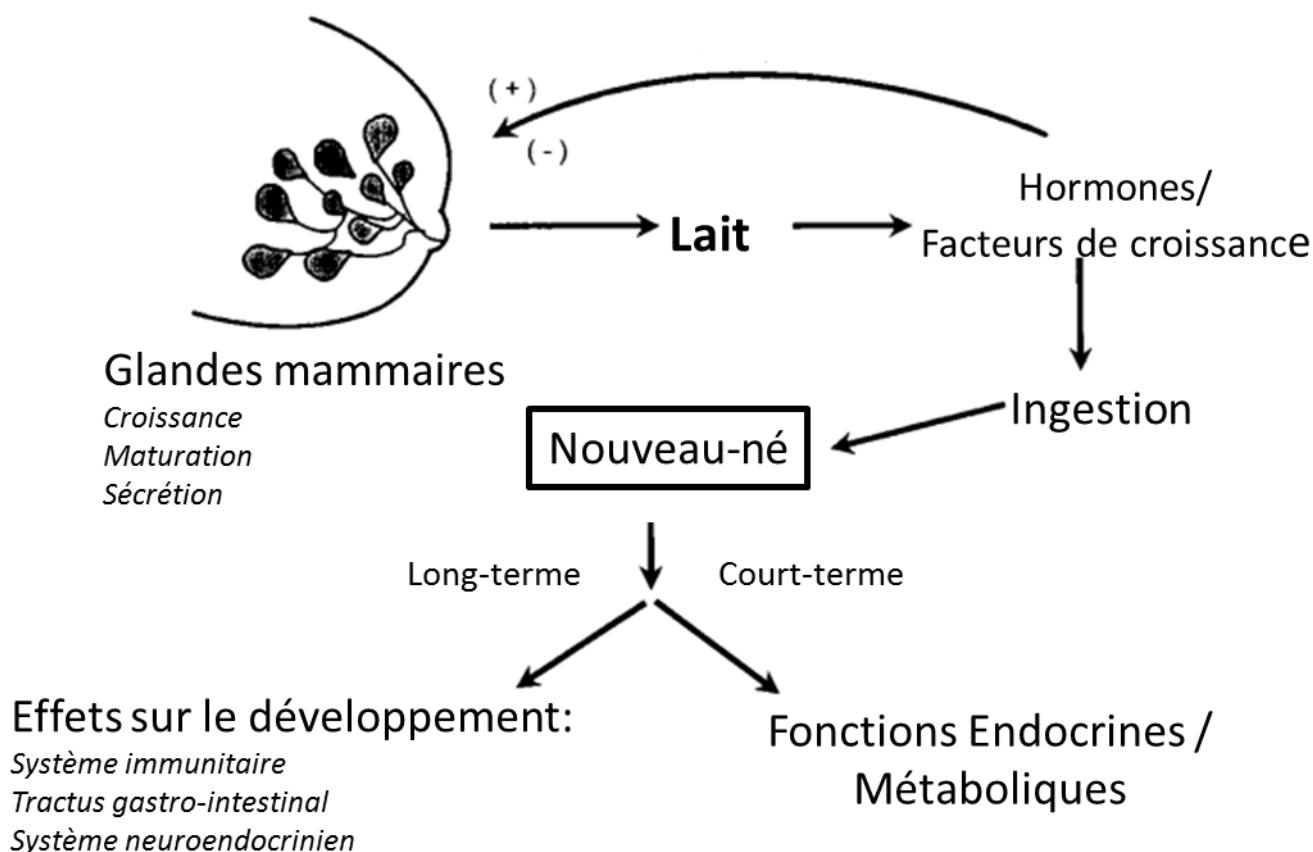 ( + )
( - )
Hormones/
Facteurs de croissance
Lait
Glandes mammaires
Croissance
Maturation
Sécrétion
Ingestion
Nouveau-né
Long-terme
Court-terme
Effets sur le développement:
Système immunitaire
Tractus gastro-intestinal
Système neuroendocrinien
Fonctions Endocrines /
Métaboliques